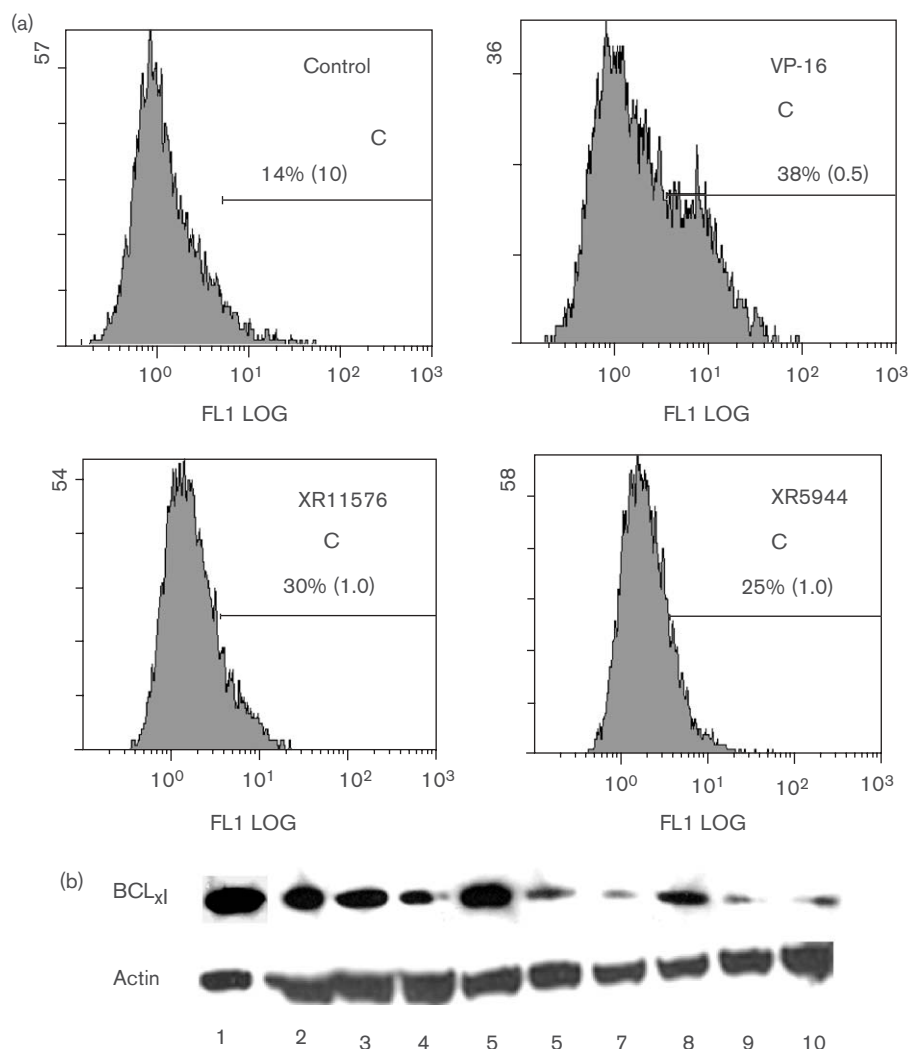 (a)
57
Control
C
14% (10)
10⁰ 10¹ 10² 10³
FL1 LOG
36
VP-16
C
38% (0.5)
10⁰ 10¹ 10² 10³
FL1 LOG
54
XR11576
C
30% (1.0)
10⁰ 10¹ 10² 10³
FL1 LOG
58
XR5944
C
25% (1.0)
10⁰ 10¹ 10² 10³
FL1 LOG
(b)
BCLxl
Actin
1 2 3 4 5 5 7 8 9 10